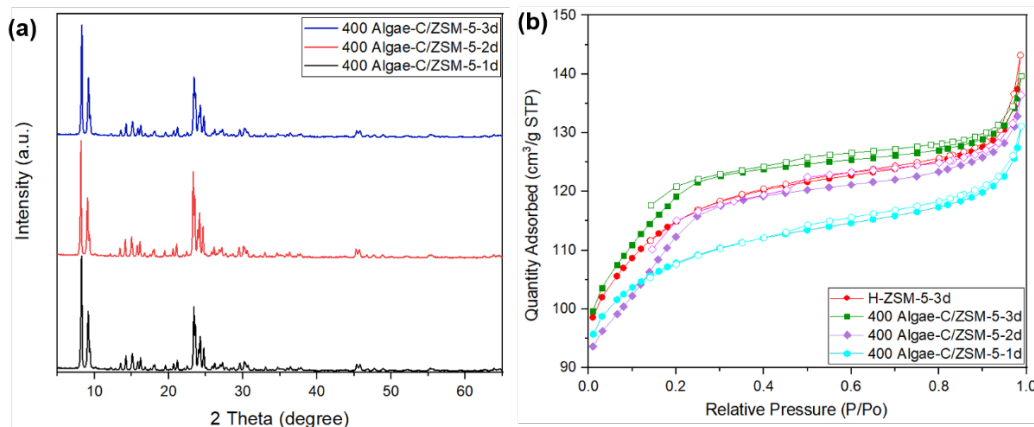 (a)
400 Algae-C/ZSM-5-3d
400 Algae-C/ZSM-5-2d
400 Algae-C/ZSM-5-1d
Intensity (a.u.)
10 20 30 40 50 60
2 Theta (degree)
(b)
150
140
130
120
110
100
90
Quantity Adsorbed (cm³/g STP)
H-ZSM-5-3d
400 Algae-C/ZSM-5-3d
400 Algae-C/ZSM-5-2d
400 Algae-C/ZSM-5-1d
0.0 0.2 0.4 0.6 0.8 1.0
Relative Pressure (P/Po)